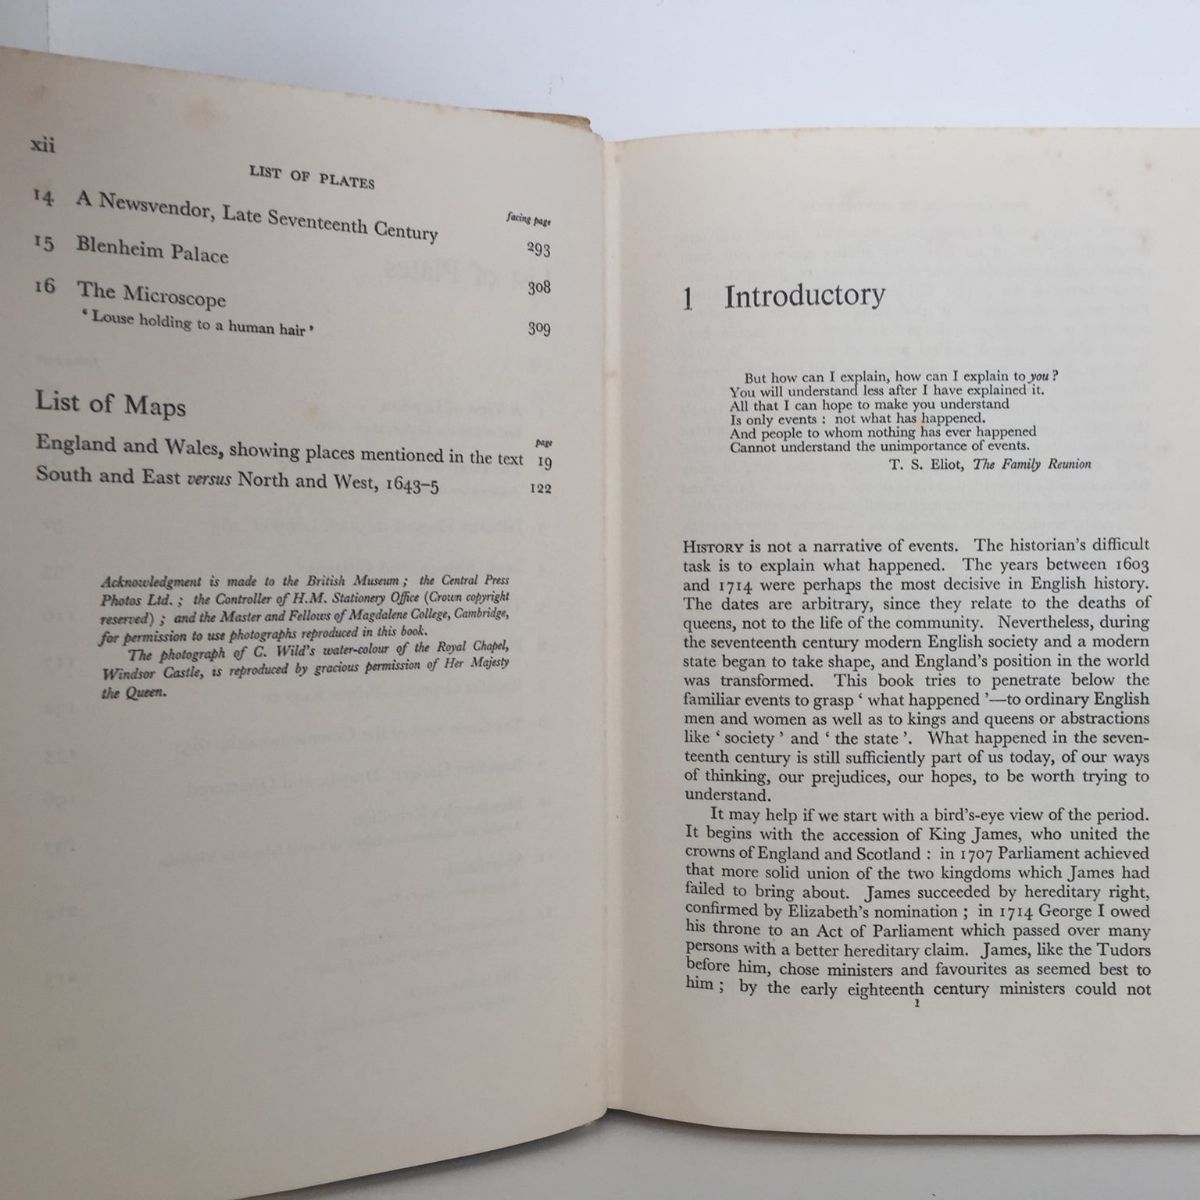 xii
LIST OF PLATES
facing page
14 A Newsvendor, Late Seventeenth Century 293
15 Blenheim Palace 308
16 The Microscope 309
‘ Louse holding to a human hair ’
List of Maps
page
England and Wales, showing places mentioned in the text 19
South and East versus North and West, 1643–5 122
Acknowledgment is made to the British Museum ; the Central Press
Photos Ltd. ; the Controller of H.M. Stationery Office (Crown copyright
reserved) ; and the Master and Fellows of Magdalene College, Cambridge,
for permission to use photographs reproduced in this book.
The photograph of C. Wild's water-colour of the Royal Chapel,
Windsor Castle, is reproduced by gracious permission of Her Majesty
the Queen.
1 Introductory
But how can I explain, how can I explain to you ?
You will understand less after I have explained it.
All that I can hope to make you understand
Is only events : not what has happened.
And people to whom nothing has ever happened
Cannot understand the unimportance of events.
T. S. Eliot, The Family Reunion
HISTORY is not a narrative of events. The historian's difficult
task is to explain what happened. The years between 1603
and 1714 were perhaps the most decisive in English history.
The dates are arbitrary, since they relate to the deaths of
queens, not to the life of the community. Nevertheless, during
the seventeenth century modern English society and a modern
state began to take shape, and England's position in the world
was transformed. This book tries to penetrate below the
familiar events to grasp ‘ what happened ’—to ordinary English
men and women as well as to kings and queens or abstractions
like ‘ society ’ and ‘ the state ’. What happened in the seven-
teenth century is still sufficiently part of us today, of our ways
of thinking, our prejudices, our hopes, to be worth trying to
understand.
It may help if we start with a bird's-eye view of the period.
It begins with the accession of King James, who united the
crowns of England and Scotland : in 1707 Parliament achieved
that more solid union of the two kingdoms which James had
failed to bring about. James succeeded by hereditary right,
confirmed by Elizabeth's nomination ; in 1714 George I owed
his throne to an Act of Parliament which passed over many
persons with a better hereditary claim. James, like the Tudors
before him, chose ministers and favourites as seemed best to
him ; by the early eighteenth century ministers could not
1